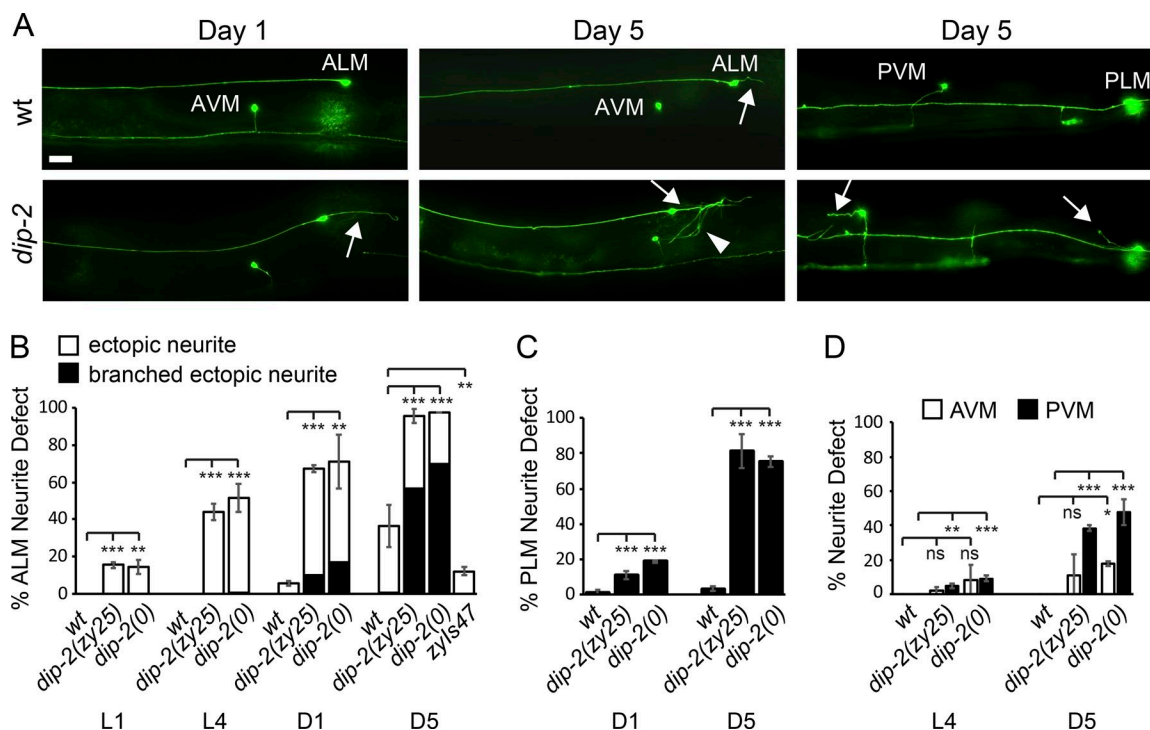 A
Day 1
Day 5
Day 5
wt
ALM
AVM
ALM
AVM
PVM
PLM
dip-2
B
ectopic neurite
branched ectopic neurite
% ALM Neurite Defect
100
80
60
40
20
0
*** **
*** ***
*** **
*** *** **
wt
dip-2(zy25)
dip-2(0)
wt
dip-2(zy25)
dip-2(0)
wt
dip-2(zy25)
dip-2(0)
wt
dip-2(zy25)
dip-2(0)
zyIs47
L1
L4
D1
D5
C
% PLM Neurite Defect
100
80
60
40
20
0
*** ***
*** ***
wt
dip-2(zy25)
dip-2(0)
wt
dip-2(zy25)
dip-2(0)
D1
D5
D
AVM
PVM
% Neurite Defect
100
80
60
40
20
0
** ***
ns ns
*** ***
ns *
wt
dip-2(zy25)
dip-2(0)
wt
dip-2(zy25)
dip-2(0)
L4
D5